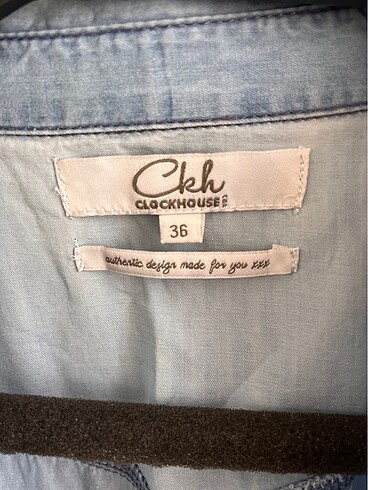 Ckh
CLOCKHOUSE
36
authentic design made for you xxx